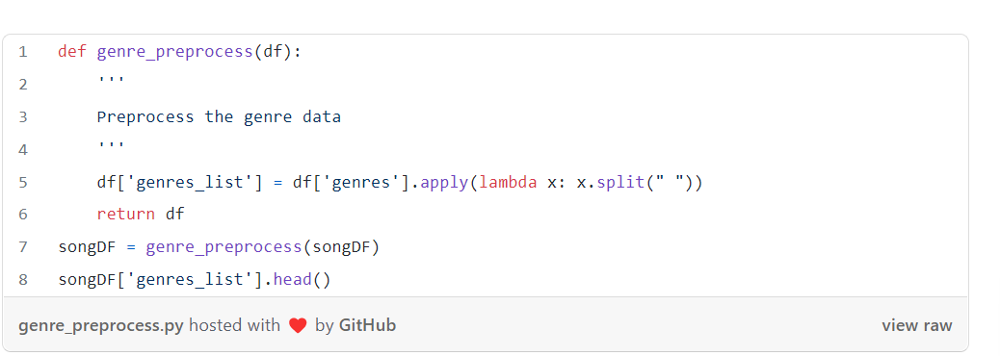 1 def genre_preprocess(df):
2     '''
3     Preprocess the genre data
4     '''
5     df['genres_list'] = df['genres'].apply(lambda x: x.split(" "))
6     return df
7 songDF = genre_preprocess(songDF)
8 songDF['genres_list'].head()
genre_preprocess.py hosted with ❤ by GitHub view raw